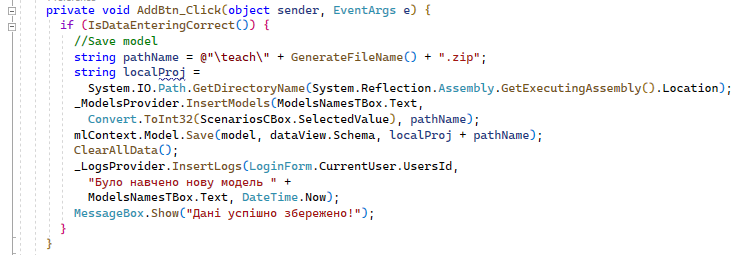 private void AddBtn_Click(object sender, EventArgs e) {
if (IsDataEnteringCorrect()) {
//Save model
string pathName = @"\teach\" + GenerateFileName() + ".zip";
string localProj =
System.IO.Path.GetDirectoryName(System.Reflection.Assembly.GetExecutingAssembly().Location);
_ModelsProvider.InsertModels(ModelsNamesTBox.Text,
Convert.ToInt32(ScenariosCBox.SelectedValue), pathName);
mlContext.Model.Save(model, dataView.Schema, localProj + pathName);
ClearAllData();
_LogsProvider.InsertLogs(LoginForm.CurrentUser.UsersId,
"Було навчено нову модель " +
ModelsNamesTBox.Text, DateTime.Now);
MessageBox.Show("Дані успішно збережено!");
}
}